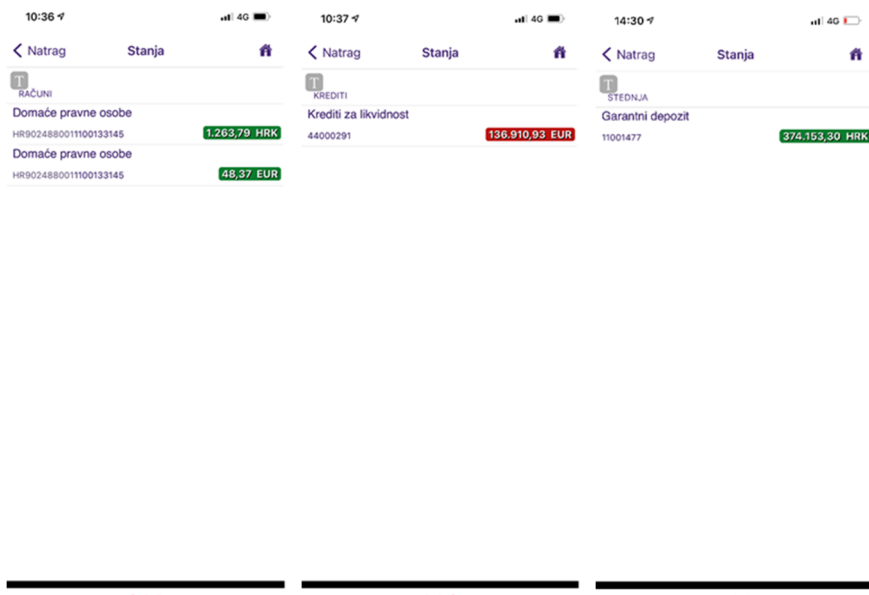 10:36
4G
Natrag
Stanja
T
RAČUNI
Domaće pravne osobe
HR9024880011100133145
1.263,79 HRK
Domaće pravne osobe
HR9024880011100133145
48,37 EUR
10:37
4G
Natrag
Stanja
T
KREDITI
Krediti za likvidnost
44000291
136.910,93 EUR
14:30
4G
Natrag
Stanja
T
STEDNJA
Garantni depozit
11001477
374.153,30 HRK